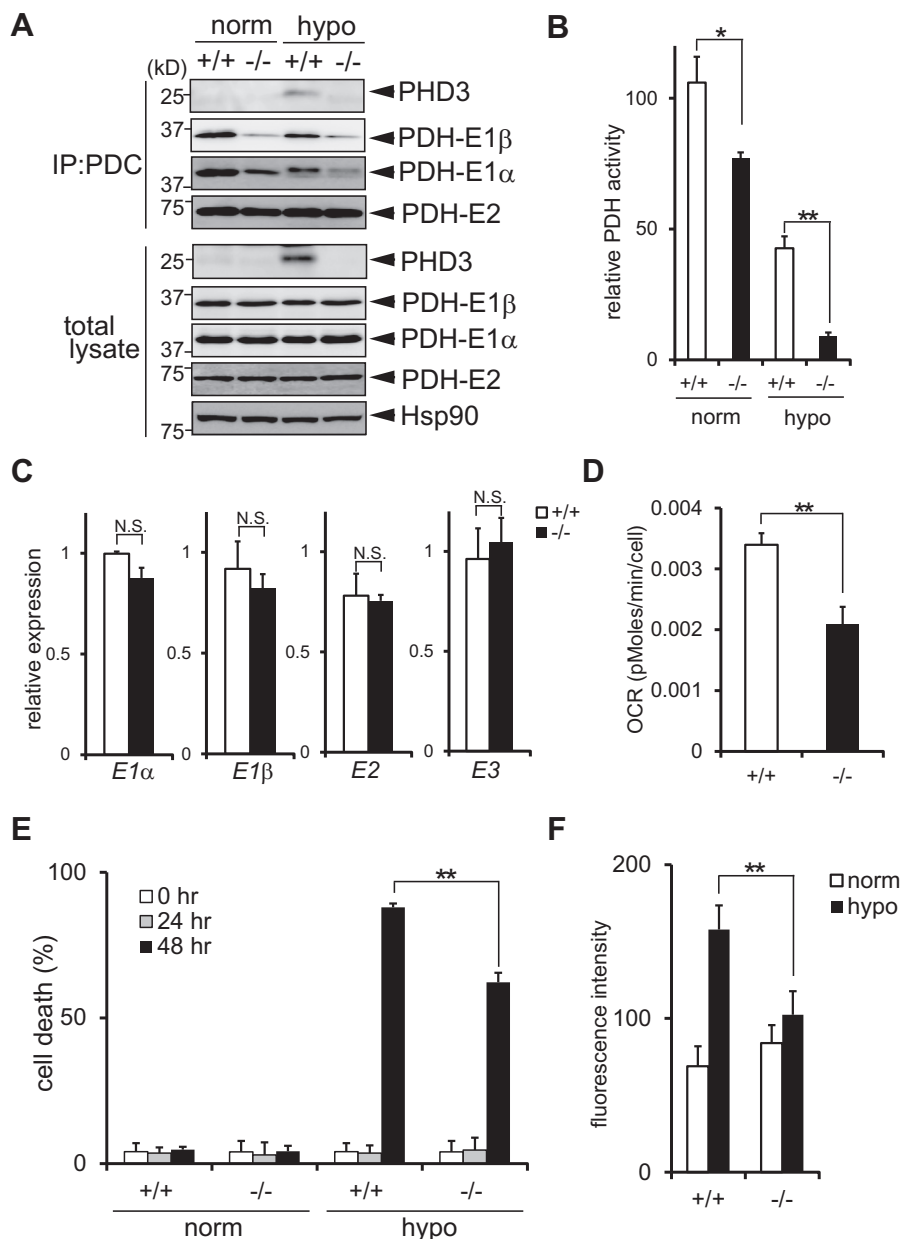 A
norm hypo
(kD) +/+ -/- +/+ -/-
IP:PDC
25 PHD3
37 PDH-E1β
37 PDH-E1α
75 PDH-E2
total lysate
25 PHD3
37 PDH-E1β
37 PDH-E1α
75 PDH-E2
75 Hsp90
B
relative PDH activity
100
50
0
*
**
+/+ -/- +/+ -/-
norm hypo
C
relative expression
1
0.5
0
N.S.
E1α
1
0.5
0
N.S.
E1β
1
0.5
0
N.S.
E2
1
0.5
0
N.S.
E3
+/+
-/-
D
OCR (pMoles/min/cell)
0.004
0.003
0.002
0.001
0
**
+/+ -/-
E
cell death (%)
100
50
0
0 hr
24 hr
48 hr
**
+/+ -/- +/+ -/-
norm hypo
F
fluorescence intensity
200
100
0
**
norm
hypo
+/+ -/-